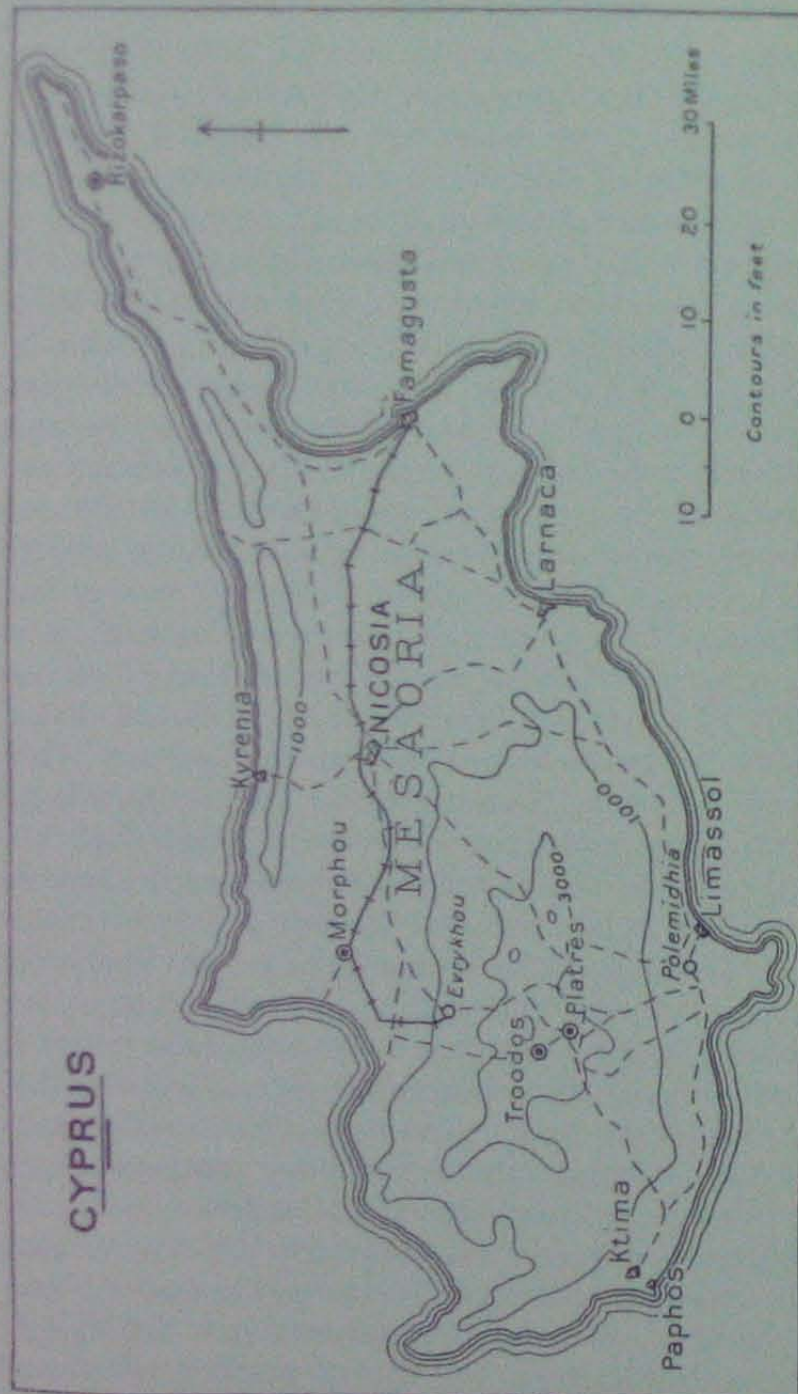 CYPRUS
Rizokarpaso
Kyrenia
1000
Morphou
NICOSIA
MESAORIA
Famagusta
Evrykhou
Troodos
Platres
3000
Larnaca
1000
Ktima
Paphos
Polemidhia
Limassol
10 0 10 20 30 Miles
Contours in feet